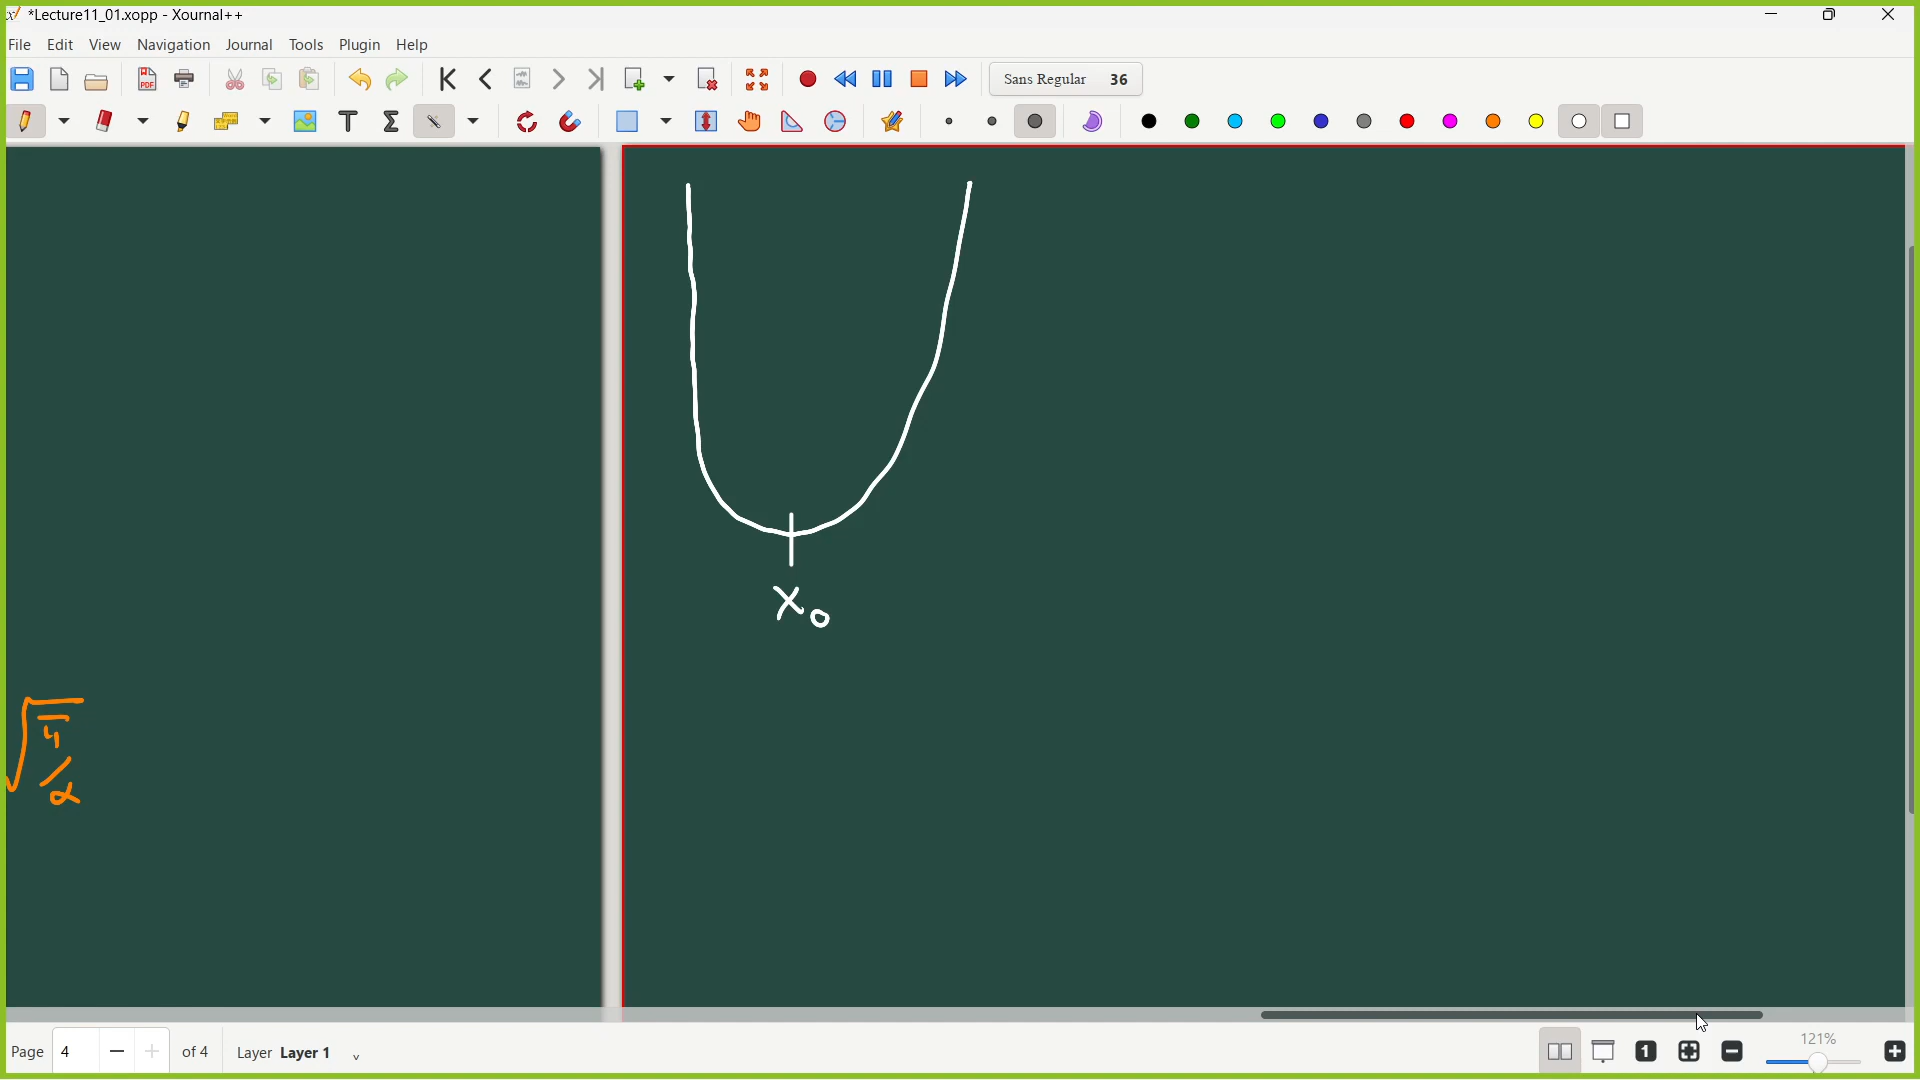 *Lecture11_01.xopp - Xournal++
File Edit View Navigation Journal Tools Plugin Help
Sans Regular 36
x₀
Page 4 of 4 Layer Layer 1
121%